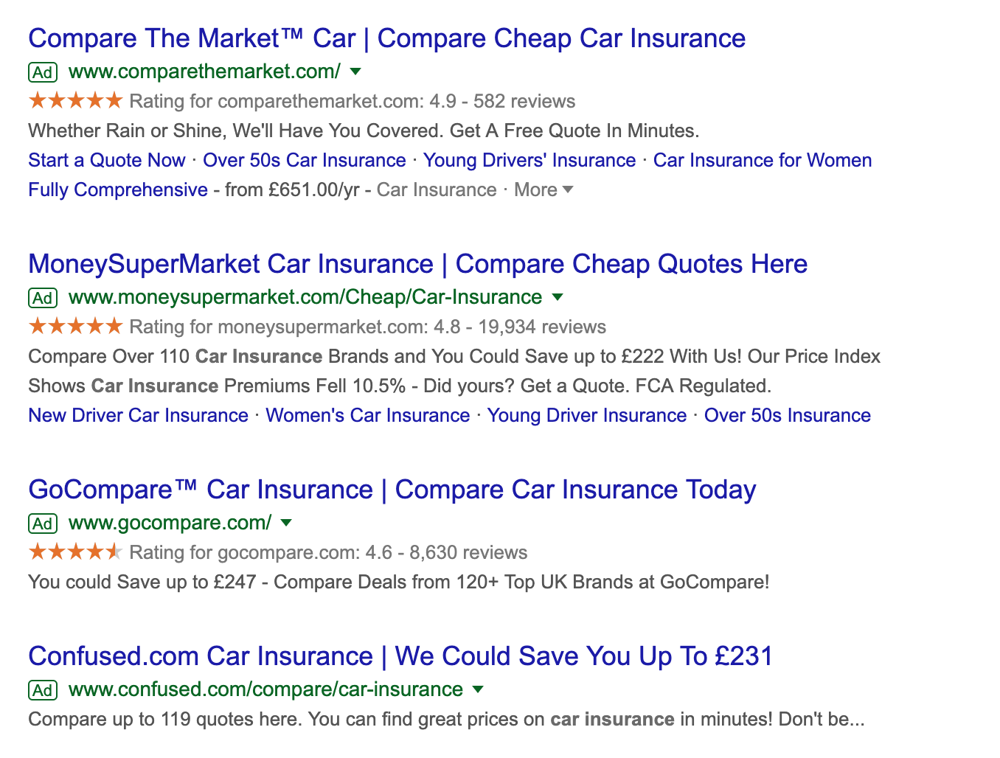 Compare The Market™ Car | Compare Cheap Car Insurance
Ad www.comparethemarket.com/
Rating for comparethemarket.com: 4.9 - 582 reviews
Whether Rain or Shine, We'll Have You Covered. Get A Free Quote In Minutes.
Start a Quote Now · Over 50s Car Insurance · Young Drivers' Insurance · Car Insurance for Women
Fully Comprehensive - from £651.00/yr - Car Insurance · More
MoneySuperMarket Car Insurance | Compare Cheap Quotes Here
Ad www.moneysupermarket.com/Cheap/Car-Insurance
Rating for moneysupermarket.com: 4.8 - 19,934 reviews
Compare Over 110 Car Insurance Brands and You Could Save up to £222 With Us! Our Price Index
Shows Car Insurance Premiums Fell 10.5% - Did yours? Get a Quote. FCA Regulated.
New Driver Car Insurance · Women's Car Insurance · Young Driver Insurance · Over 50s Insurance
GoCompare™ Car Insurance | Compare Car Insurance Today
Ad www.gocompare.com/
Rating for gocompare.com: 4.6 - 8,630 reviews
You could Save up to £247 - Compare Deals from 120+ Top UK Brands at GoCompare!
Confused.com Car Insurance | We Could Save You Up To £231
Ad www.confused.com/compare/car-insurance
Compare up to 119 quotes here. You can find great prices on car insurance in minutes! Don't be...